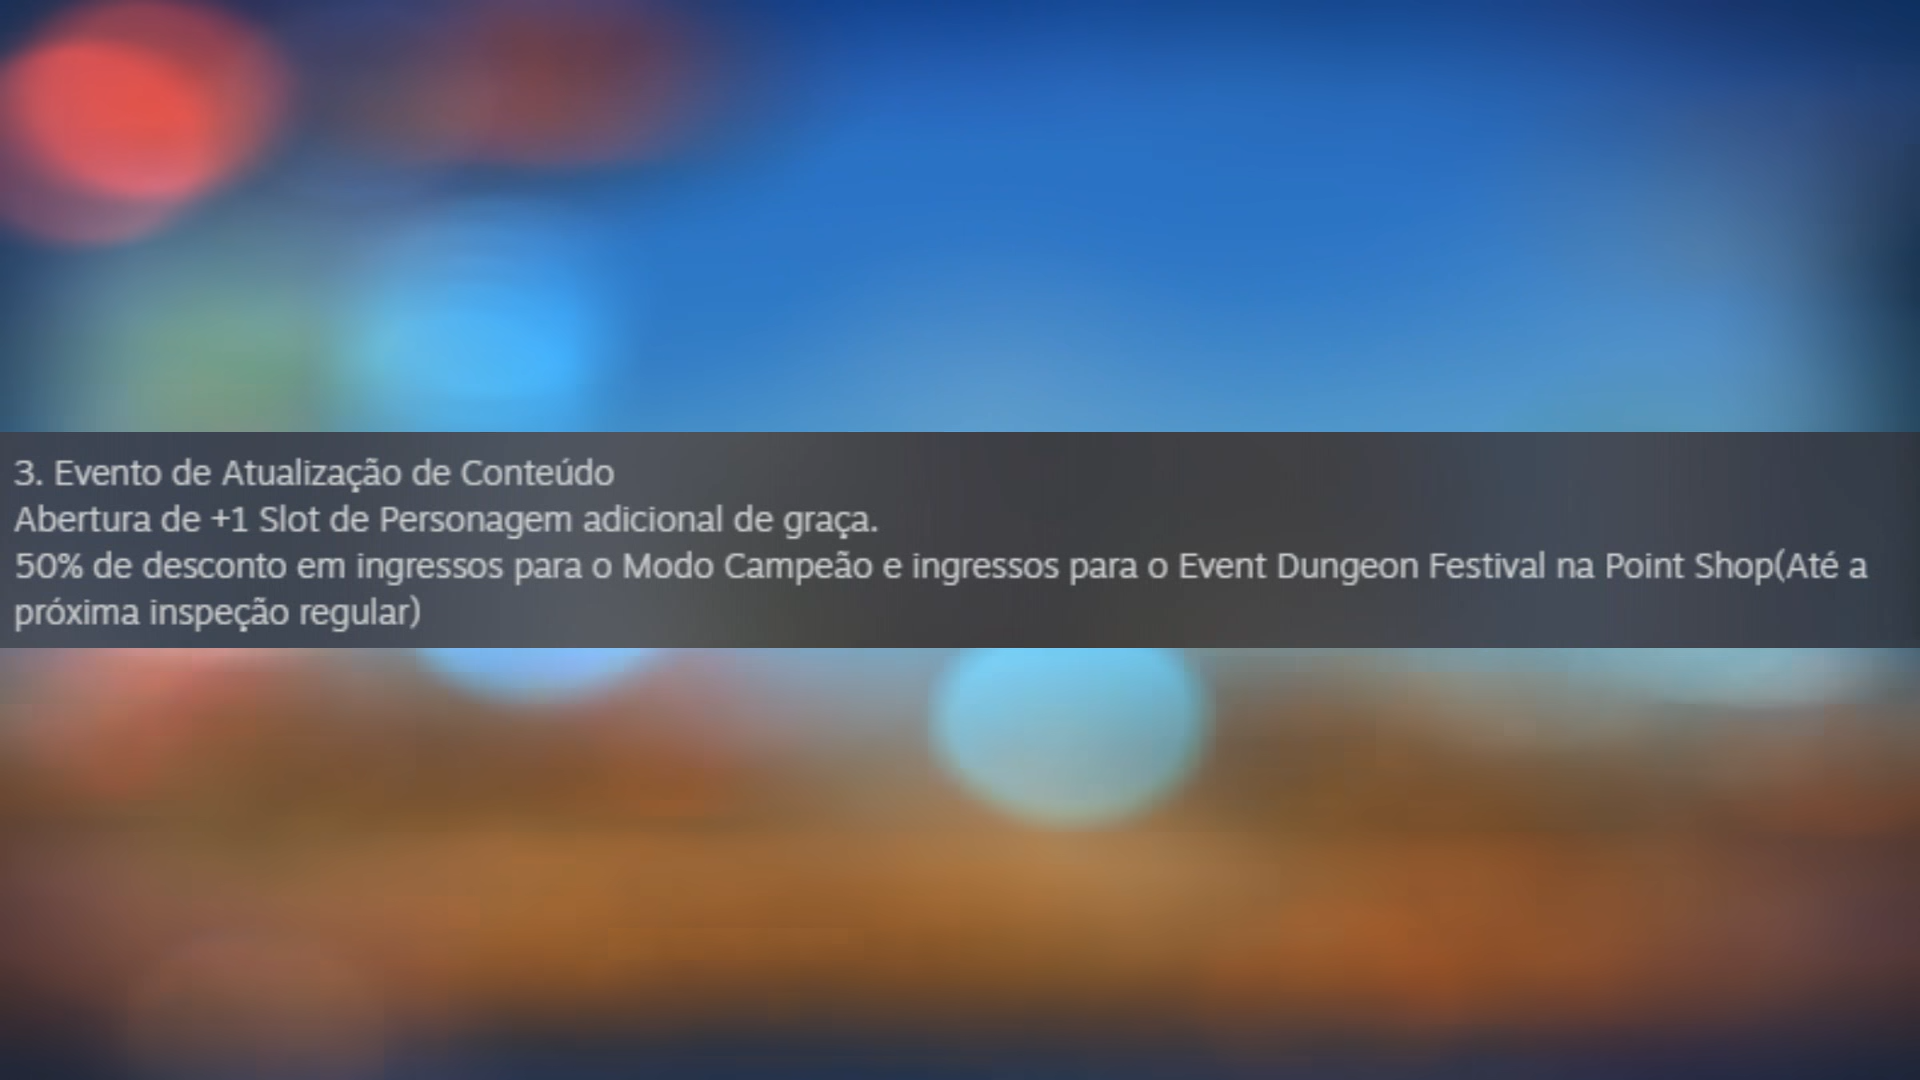 3. Evento de Atualização de Conteúdo
Abertura de +1 Slot de Personagem adicional de graça.
50% de desconto em ingressos para o Modo Campeão e ingressos para o Event Dungeon Festival na Point Shop(Até a
próxima inspeção regular)